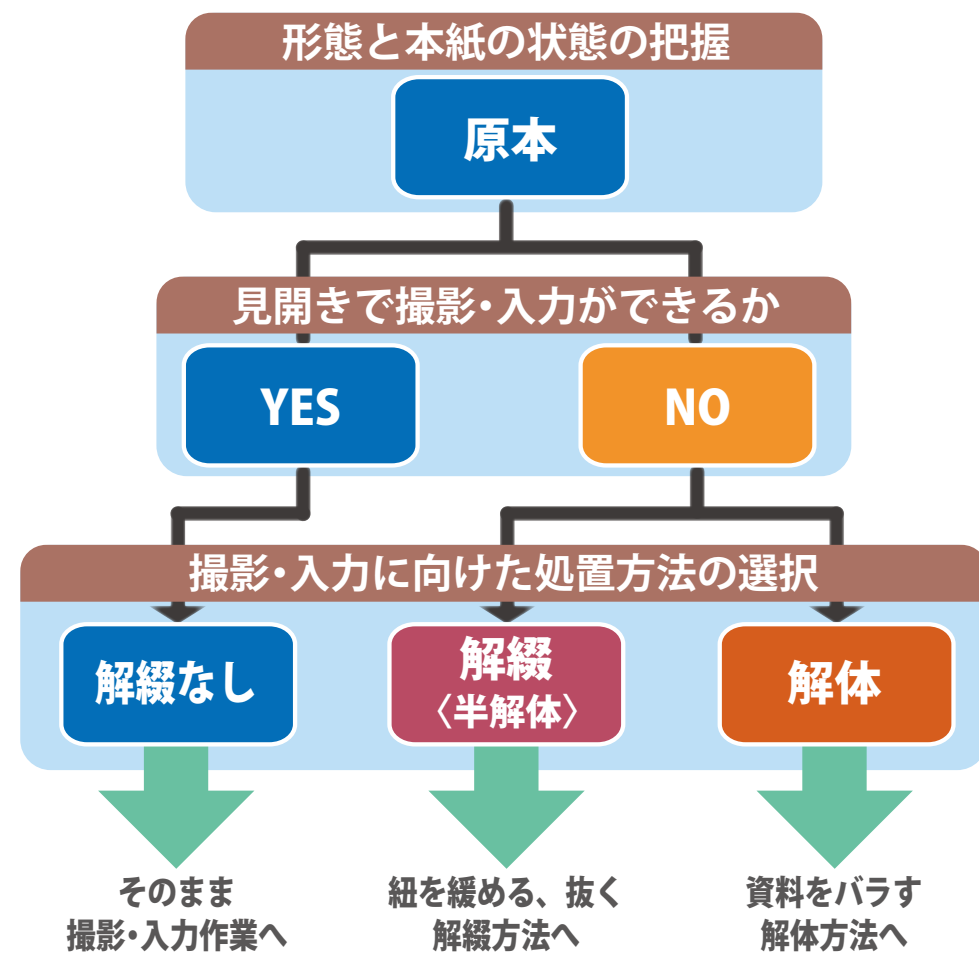 形態と本紙の状態の把握
原本
見開きで撮影・入力ができるか
YES
NO
撮影・入力に向けた処置方法の選択
解綴なし
解綴
〈半解体〉
解体
そのまま
撮影・入力作業へ
紐を緩める、抜く
解綴方法へ
資料をバラす
解体方法へ